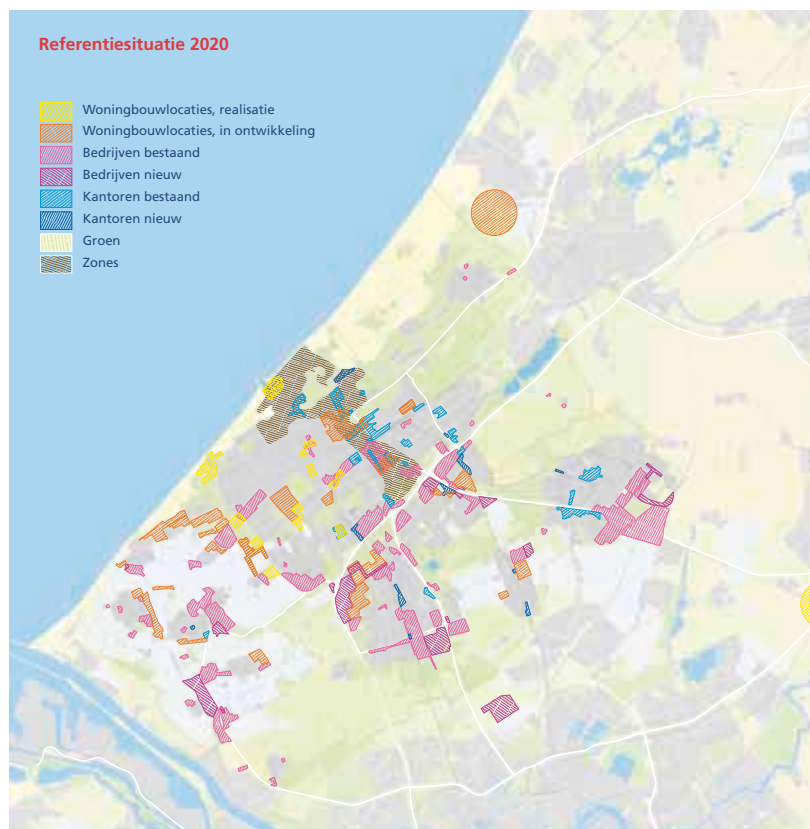 Referentiesituatie 2020
Woningbouwlocaties, realisatie
Woningbouwlocaties, in ontwikkeling
Bedrijven bestaand
Bedrijven nieuw
Kantoren bestaand
Kantoren nieuw
Groen
Zones